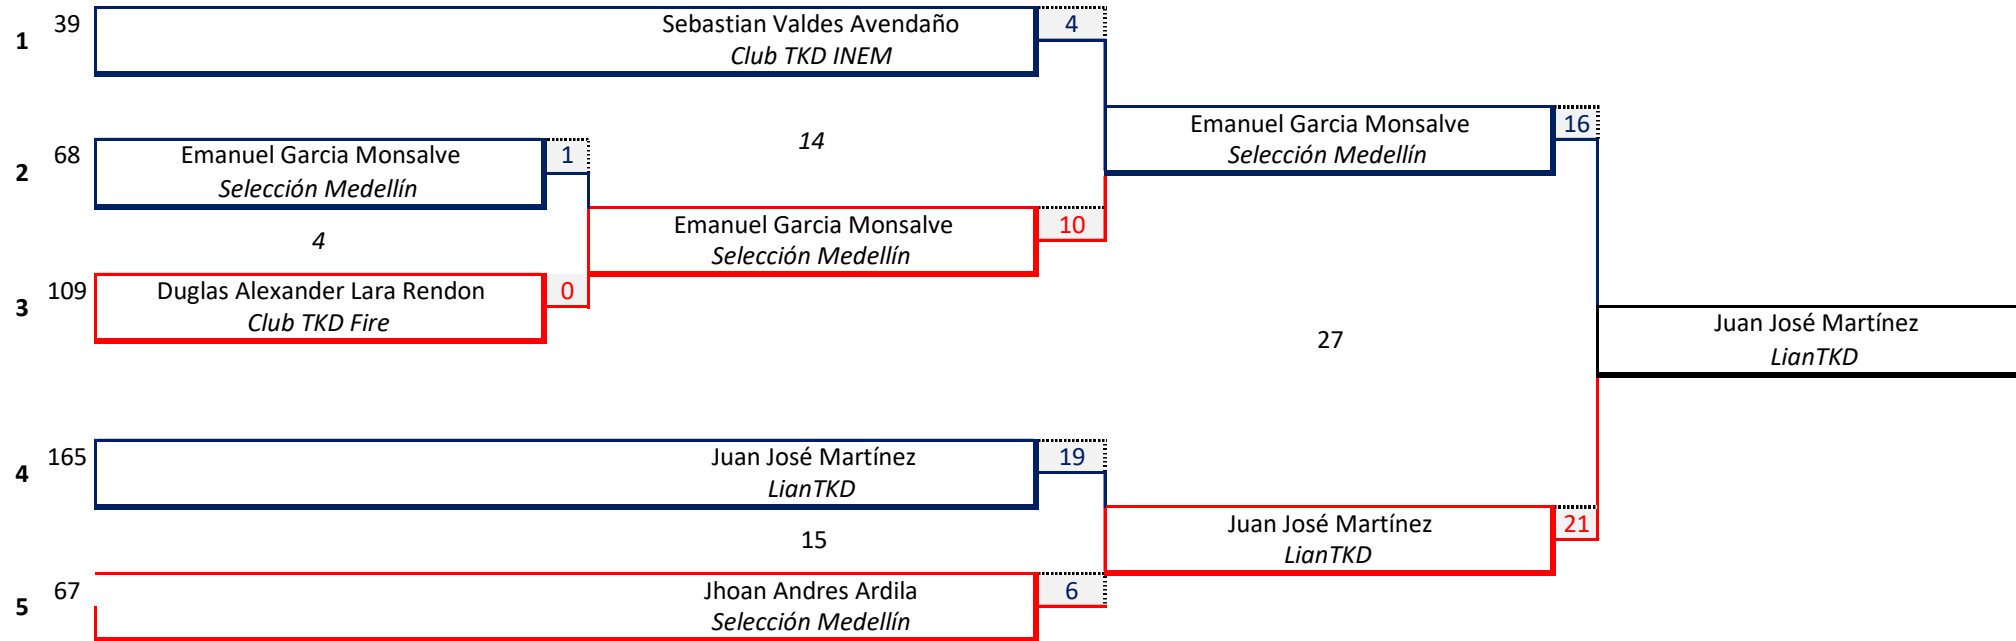 39
1
Sebastian Valdes Avendaño
4
Club TKD INEM
68
2
Emanuel Garcia Monsalve
1
Selección Medellín
14
Emanuel Garcia Monsalve
16
Selección Medellín
4
Emanuel Garcia Monsalve
10
Selección Medellín
109
3
Duglas Alexander Lara Rendon
0
Club TKD Fire
27
Juan José Martínez
LianTKD
165
4
Juan José Martínez
19
LianTKD
15
Juan José Martínez
21
LianTKD
67
5
Jhoan Andres Ardila
6
Selección Medellín